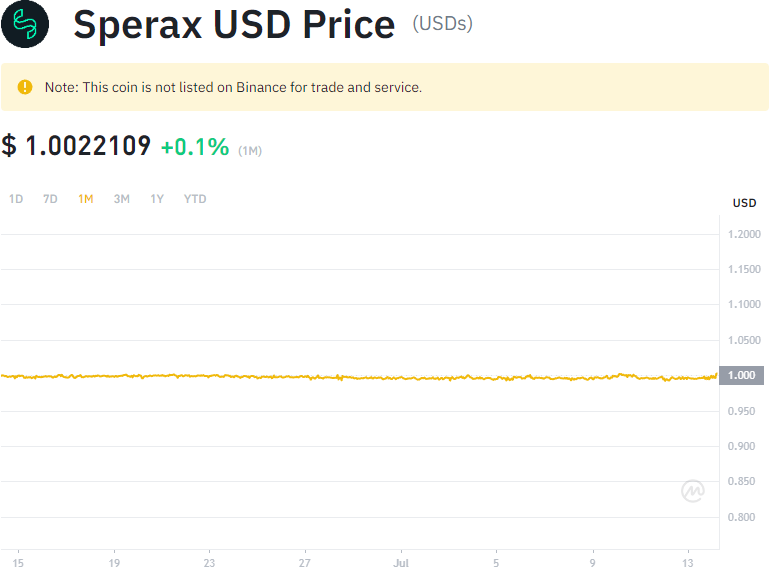 Sperax USD Price (USDs)
Note: This coin is not listed on Binance for trade and service.
$ 1.0022109 +0.1% (1M)
1D 7D 1M 3M 1Y YTD
USD
1.2000
1.1500
1.1000
1.0500
1.000
0.950
0.900
0.850
0.800
15 19 23 27 Jul 5 9 13